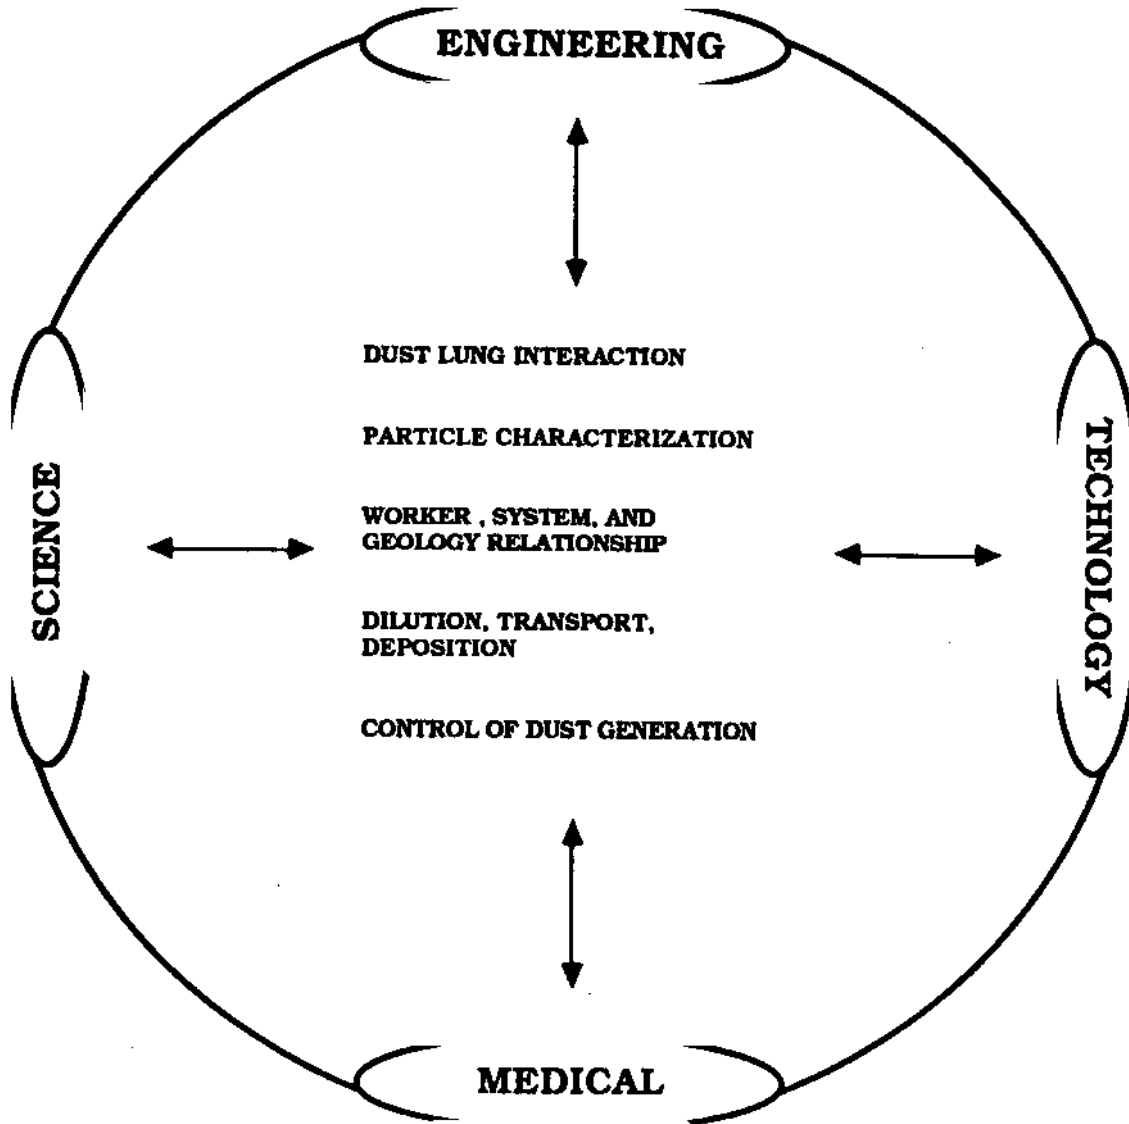 ENGINEERING
DUST LUNG INTERACTION
PARTICLE CHARACTERIZATION
WORKER , SYSTEM, AND
GEOLOGY RELATIONSHIP
DILUTION, TRANSPORT,
DEPOSITION
CONTROL OF DUST GENERATION
SCIENCE
TECHNOLOGY
MEDICAL